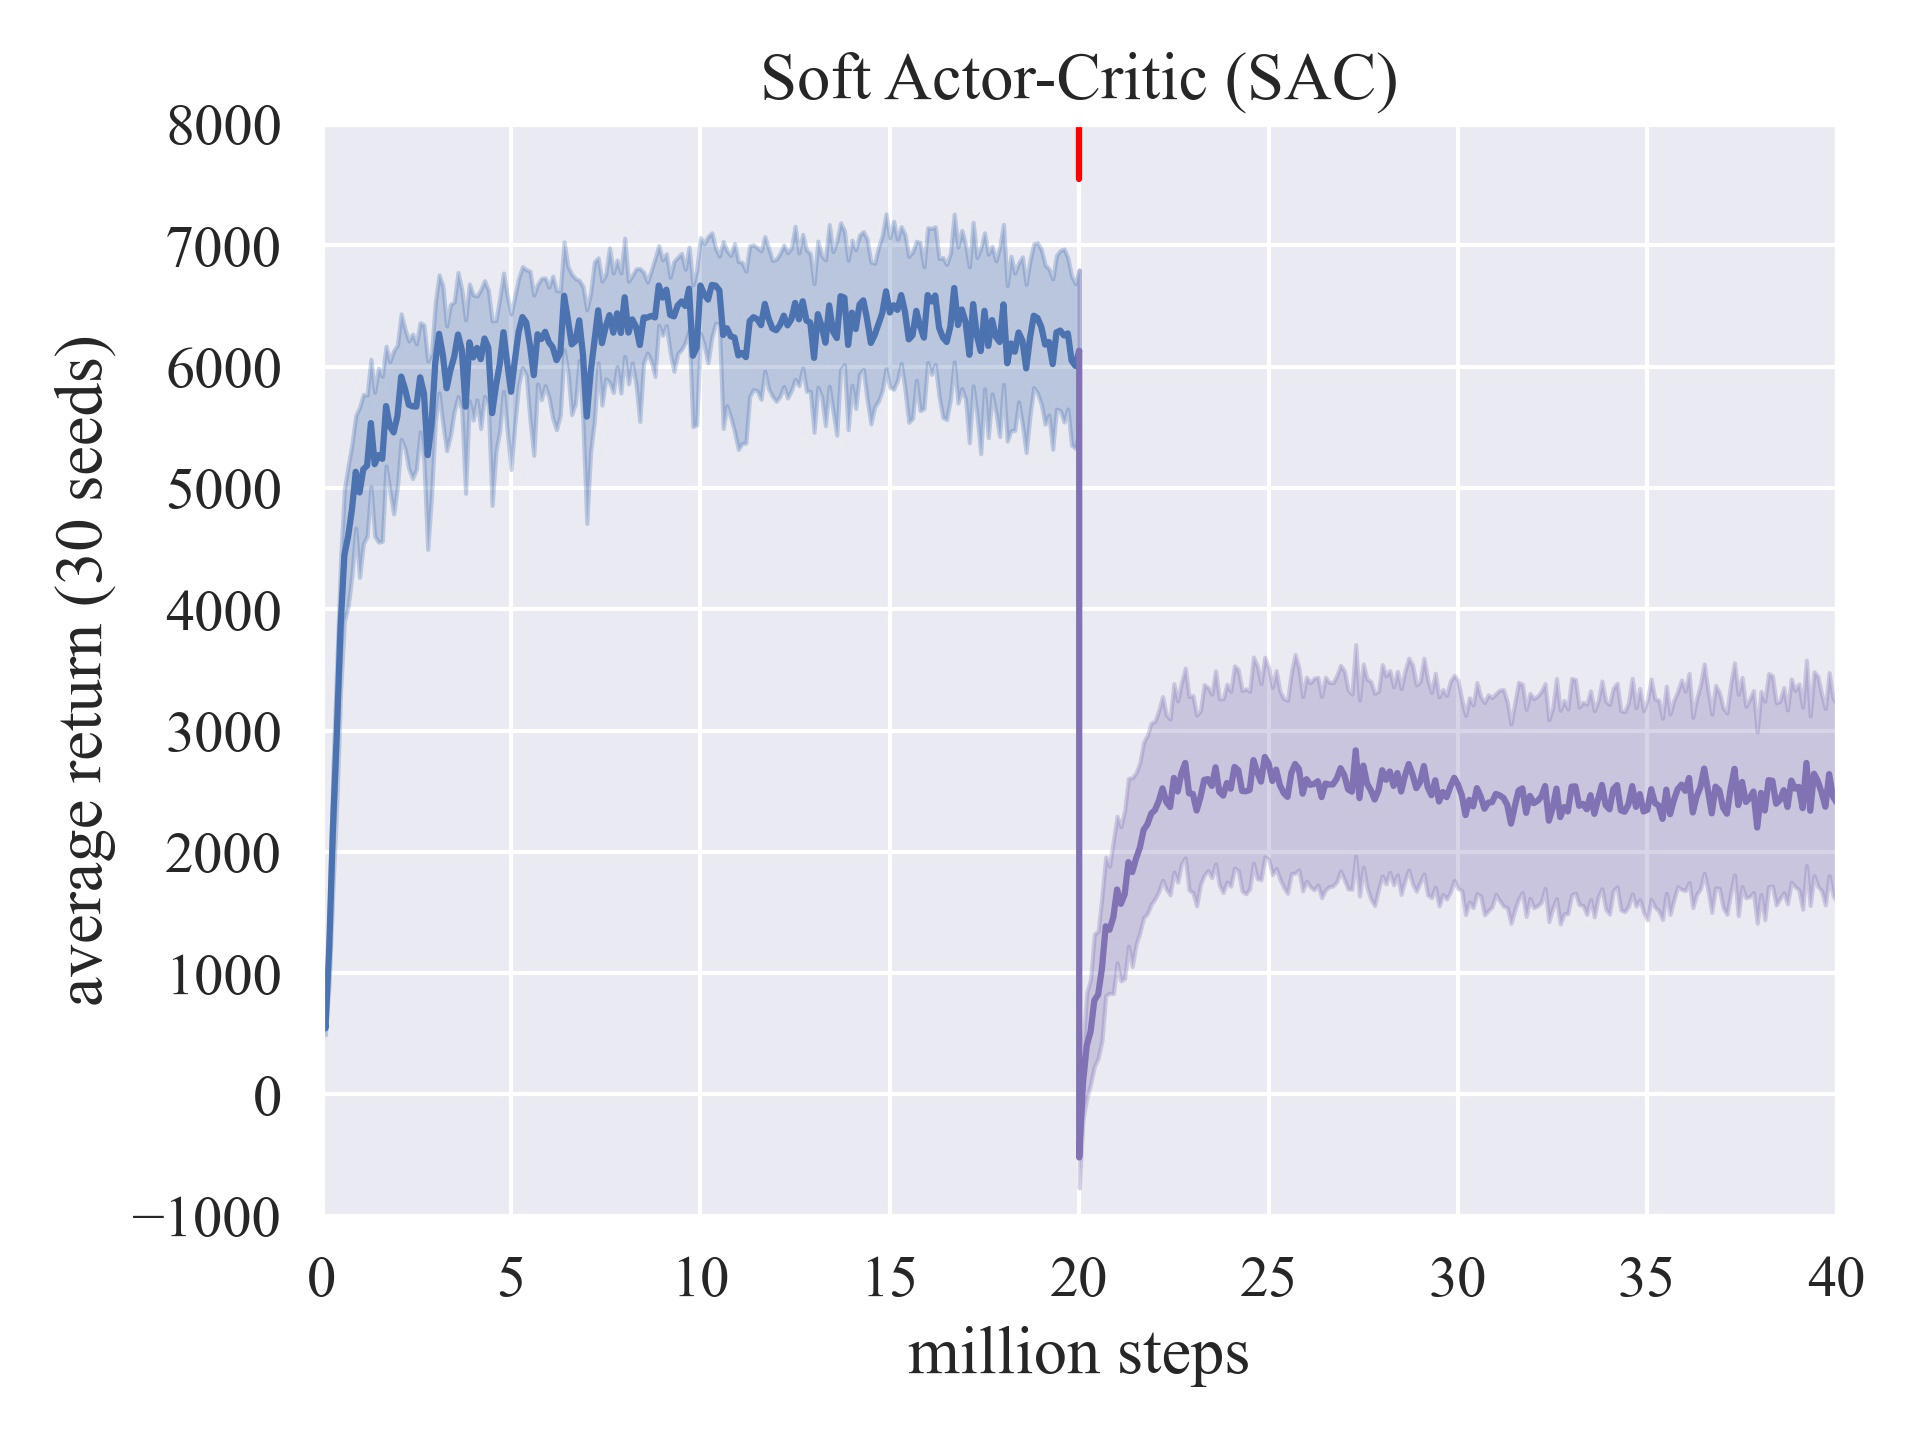 Soft Actor-Critic (SAC)
8000
7000
6000
5000
4000
3000
2000
1000
0
−1000
average return (30 seeds)
0 5 10 15 20 25 30 35 40
million steps